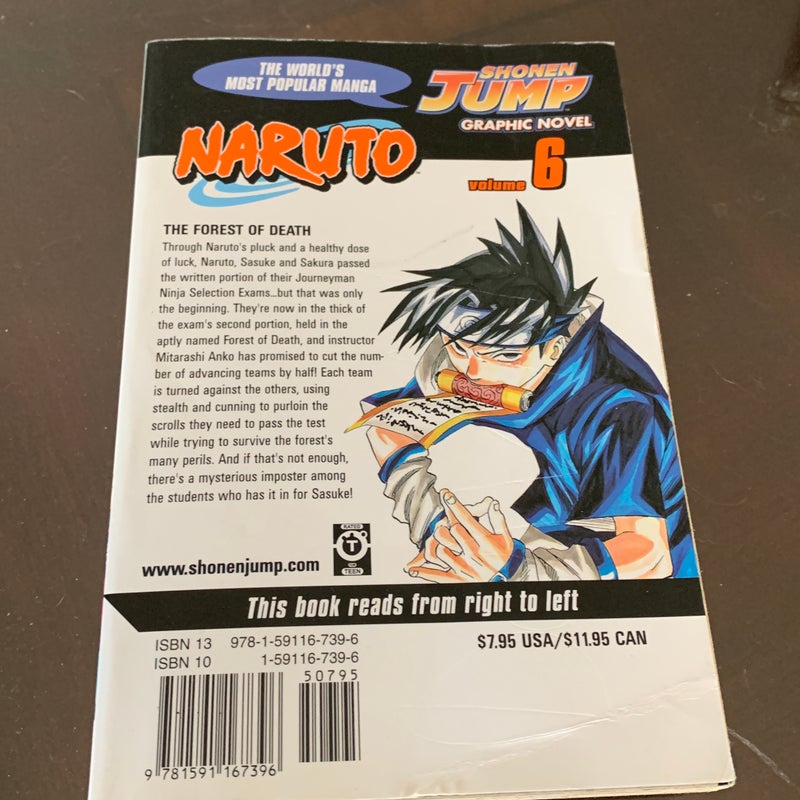 THE WORLD'S
MOST POPULAR MANGA
SHONEN
JUMP
GRAPHIC NOVEL
NARUTO
volume 6
THE FOREST OF DEATH
Through Naruto's pluck and a healthy dose
of luck, Naruto, Sasuke and Sakura passed
the written portion of their Journeyman
Ninja Selection Exams...but that was only
the beginning. They're now in the thick of
the exam's second portion, held in the
aptly named Forest of Death, and instructor
Mitarashi Anko has promised to cut the num-
ber of advancing teams by half! Each team
is turned against the others, using
stealth and cunning to purloin the
scrolls they need to pass the test
while trying to survive the forest's
many perils. And if that's not enough,
there's a mysterious imposter among
the students who has it in for Sasuke!
www.shonenjump.com
RATED
T
TEEN
This book reads from right to left
ISBN 13 978-1-59116-739-6
ISBN 10 1-59116-739-6
$7.95 USA/$11.95 CAN
50795
9 781591 167396